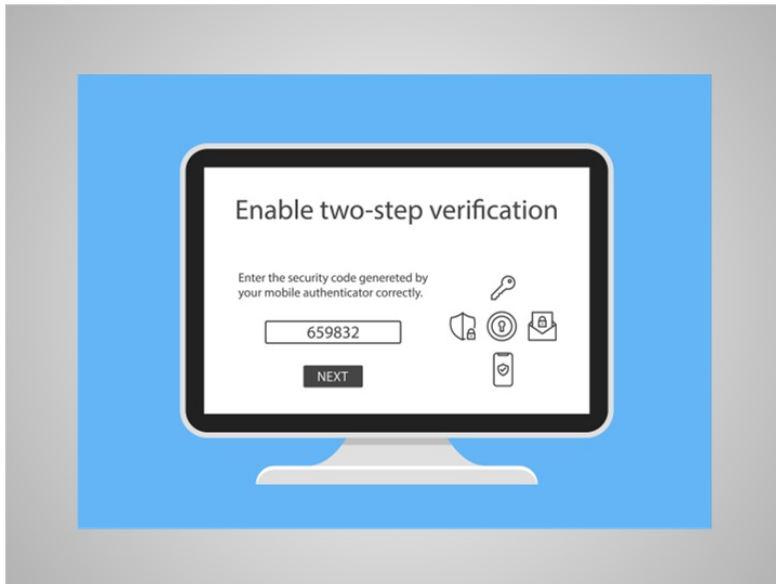 Enable two-step verification
Enter the security code genereted by
your mobile authenticator correctly.
659832
NEXT